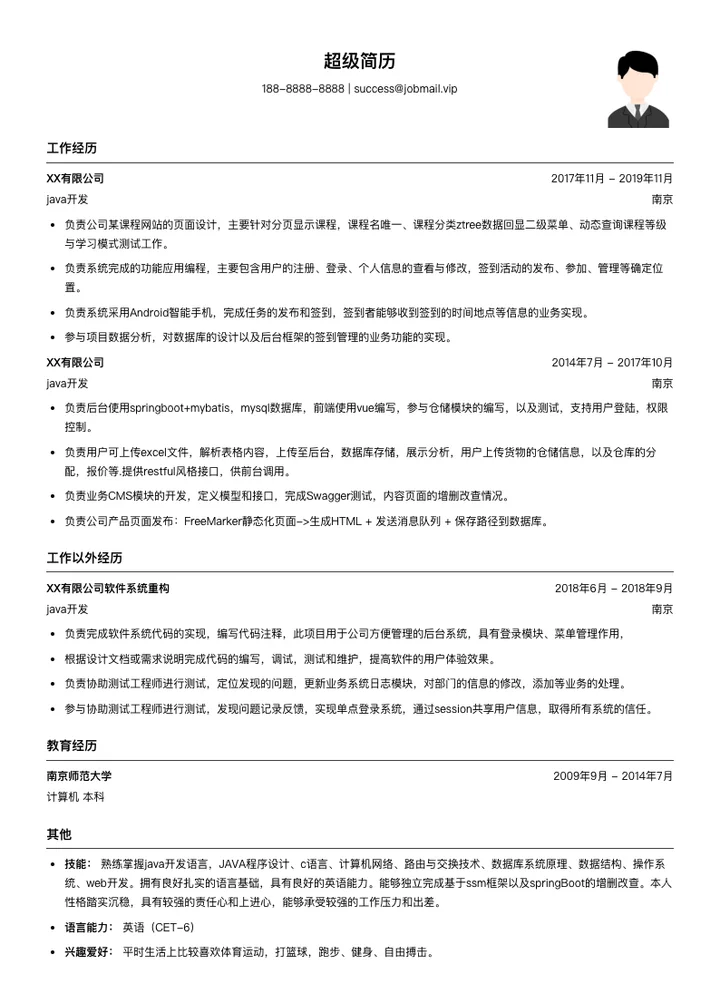 超级简历
188-8888-8888 | success@jobmail.vip
工作经历
XX有限公司 2017年11月 - 2019年11月
java开发 南京
• 负责公司某课程网站的页面设计，主要针对分页显示课程，课程名唯一、课程分类ztree数据回显二级菜单、动态查询课程等级
与学习模式测试工作。
• 负责系统完成的功能应用编程，主要包含用户的注册、登录、个人信息的查看与修改，签到活动的发布、参加、管理等确定位
置。
• 负责系统采用Android智能手机，完成任务的发布和签到，签到者能够收到签到的时间地点等信息的业务实现。
• 参与项目数据分析，对数据库的设计以及后台框架的签到管理的业务功能的实现。
XX有限公司 2014年7月 - 2017年10月
java开发 南京
• 负责后台使用springboot+mybatis，mysql数据库，前端使用vue编写，参与仓储模块的编写，以及测试，支持用户登陆，权限
控制。
• 负责用户可上传excel文件，解析表格内容，上传至后台，数据库存储，展示分析，用户上传货物的仓储信息，以及仓库的分
配，报价等.提供restful风格接口，供前台调用。
• 负责业务CMS模块的开发，定义模型和接口，完成Swagger测试，内容页面的增删改查情况。
• 负责公司产品页面发布：FreeMarker静态化页面->生成HTML + 发送消息队列 + 保存路径到数据库。
工作以外经历
XX有限公司软件系统重构 2018年6月 - 2018年9月
java开发 南京
• 负责完成软件系统代码的实现，编写代码注释，此项目用于公司方便管理的后台系统，具有登录模块、菜单管理作用，
• 根据设计文档或需求说明完成代码的编写，调试，测试和维护，提高软件的用户体验效果。
• 负责协助测试工程师进行测试，定位发现的问题，更新业务系统日志模块，对部门的信息的修改，添加等业务的处理。
• 参与协助测试工程师进行测试，发现问题记录反馈，实现单点登录系统，通过session共享用户信息，取得所有系统的信任。
教育经历
南京师范大学 2009年9月 - 2014年7月
计算机 本科
其他
• 技能： 熟练掌握java开发语言，JAVA程序设计、c语言、计算机网络、路由与交换技术、数据库系统原理、数据结构、操作系
统、web开发。拥有良好扎实的语言基础，具有良好的英语能力。能够独立完成基于ssm框架以及springBoot的增删改查。本人
性格踏实沉稳，具有较强的责任心和上进心，能够承受较强的工作压力和出差。
• 语言能力： 英语（CET-6）
• 兴趣爱好： 平时生活上比较喜欢体育运动，打篮球，跑步、健身、自由搏击。